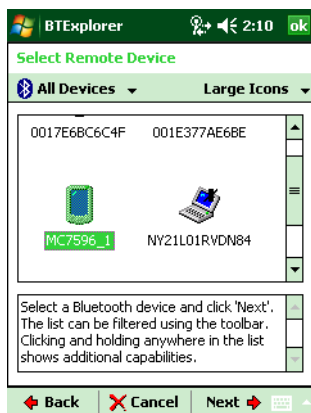 BTExplorer 2:10 ok
Select Remote Device
All Devices Large Icons
0017E6BC6C4F 001E377AE6BE
MC7596_1 NY21L01RVDN84
Select a Bluetooth device and click 'Next'.
The list can be filtered using the toolbar.
Clicking and holding anywhere in the list
shows additional capabilities.
Back Cancel Next